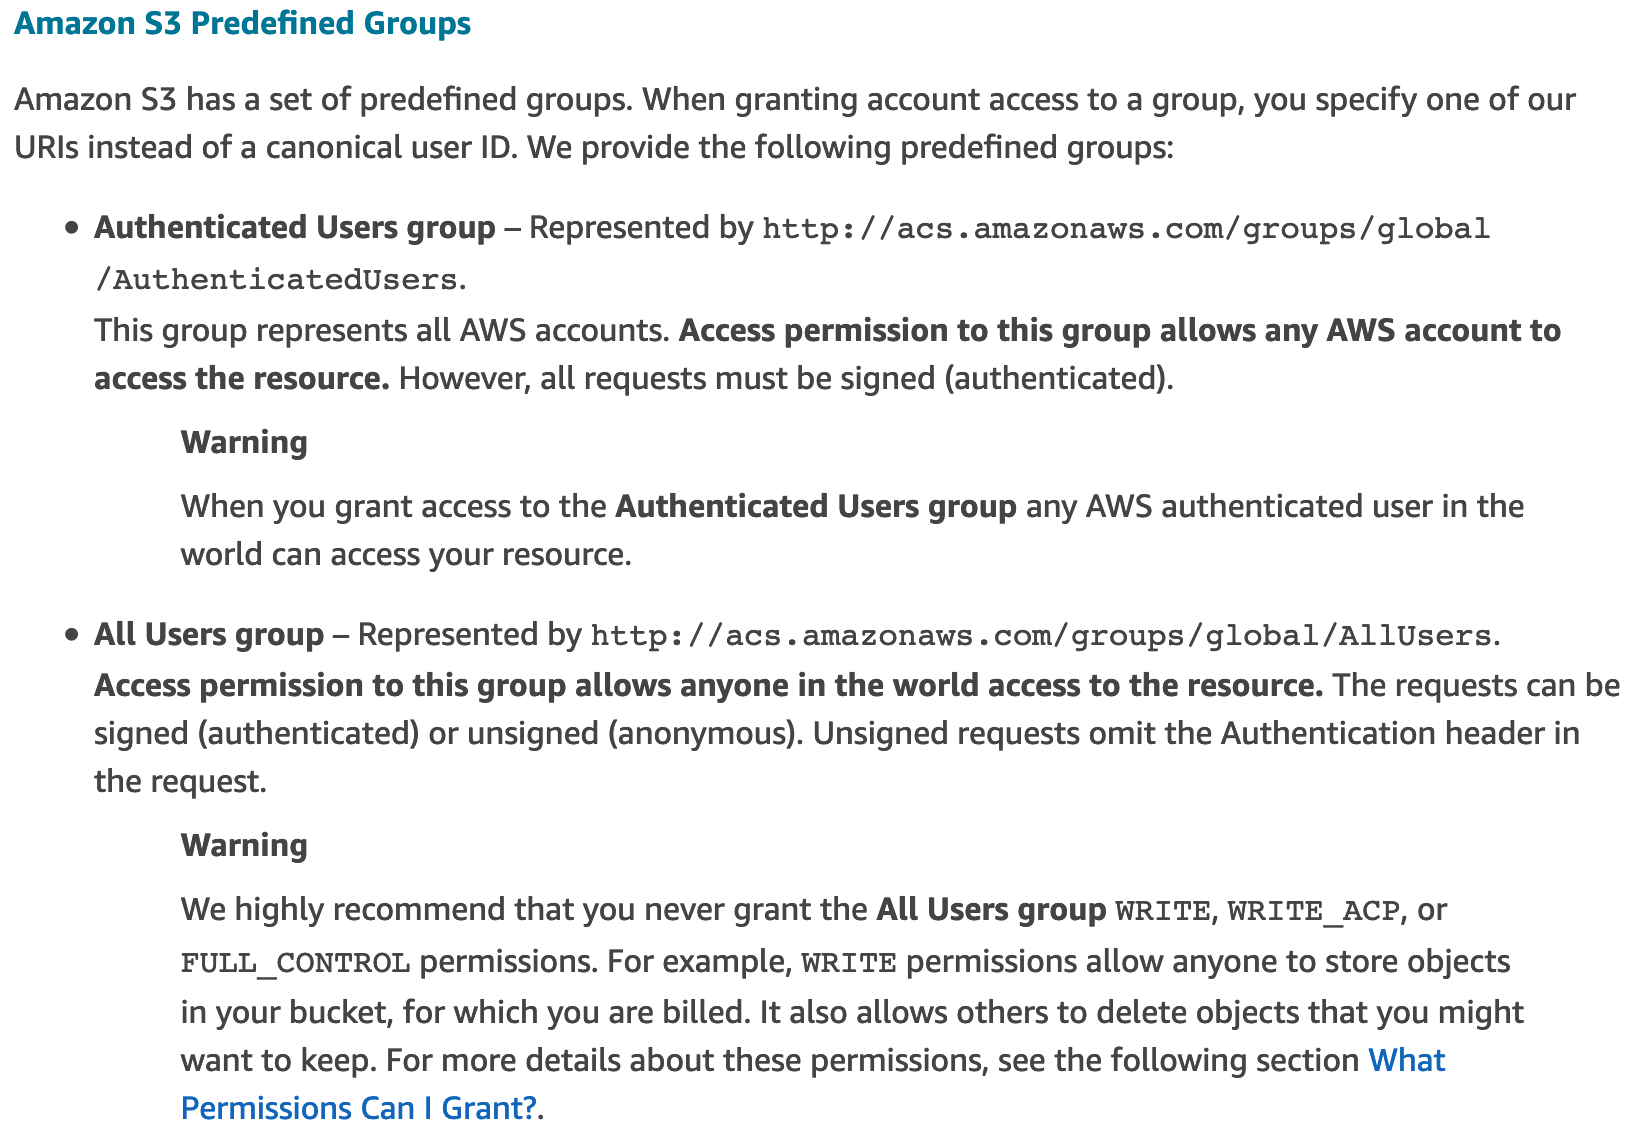 Amazon S3 Predefined Groups
Amazon S3 has a set of predefined groups. When granting account access to a group, you specify one of our
URIs instead of a canonical user ID. We provide the following predefined groups:
• Authenticated Users group – Represented by http://acs.amazonaws.com/groups/global
/AuthenticatedUsers.
This group represents all AWS accounts. Access permission to this group allows any AWS account to
access the resource. However, all requests must be signed (authenticated).
Warning
When you grant access to the Authenticated Users group any AWS authenticated user in the
world can access your resource.
• All Users group – Represented by http://acs.amazonaws.com/groups/global/AllUsers.
Access permission to this group allows anyone in the world access to the resource. The requests can be
signed (authenticated) or unsigned (anonymous). Unsigned requests omit the Authentication header in
the request.
Warning
We highly recommend that you never grant the All Users group WRITE, WRITE_ACP, or
FULL_CONTROL permissions. For example, WRITE permissions allow anyone to store objects
in your bucket, for which you are billed. It also allows others to delete objects that you might
want to keep. For more details about these permissions, see the following section What
Permissions Can I Grant?.